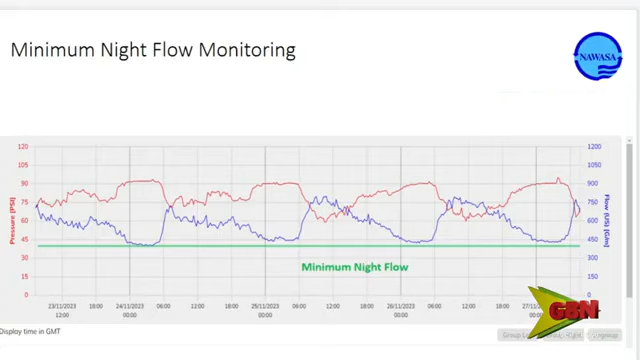 Minimum Night Flow Monitoring
NAWASA
120 1200
105 1050
90 900
75 750
60 600
45 450
30 300
15 150
0 0
Pressure (PSI)
Flow (US) [G/m]
Minimum Night Flow
23/11/2023 18:00 24/11/2023 06:00 12:00 18:00 25/11/2023 06:00 12:00 18:00 26/11/2023 06:00 12:00 18:00 27/11/2023
12:00 00:00 00:00 00:00 00:00
Display time in GMT
GBN